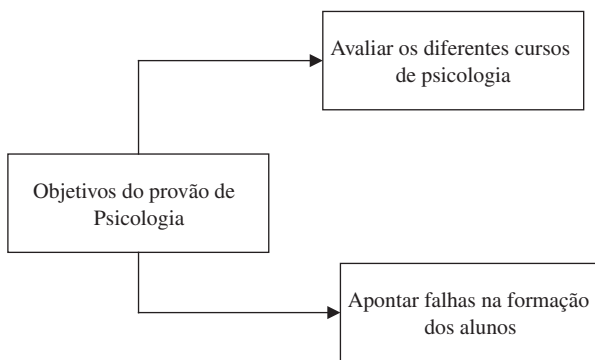 Avaliar os diferentes cursos
de psicologia
Objetivos do provão de
Psicologia
Apontar falhas na formação
dos alunos